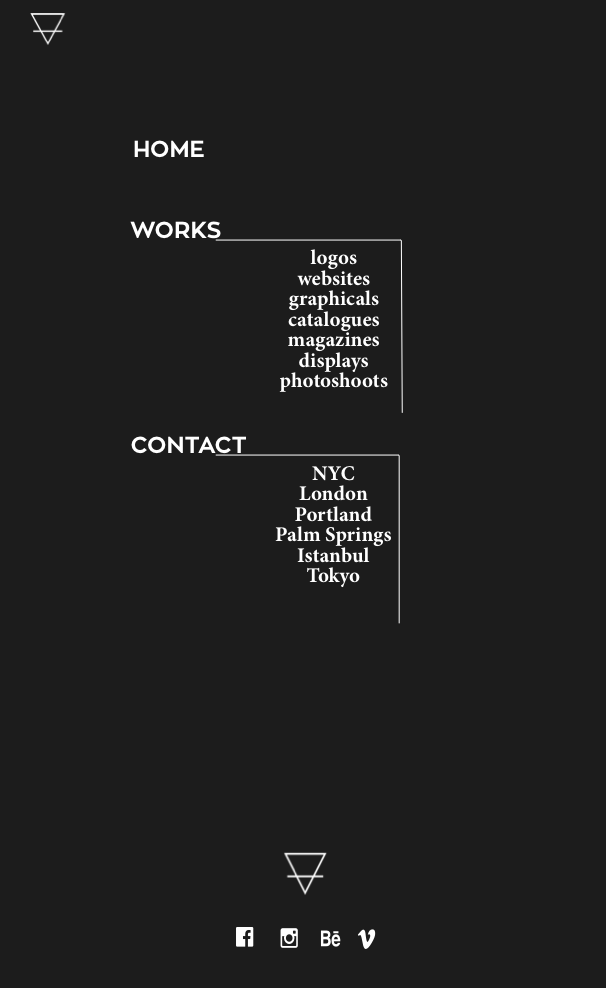 HOME
WORKS
logos
websites
graphicals
catalogues
magazines
displays
photoshoots
CONTACT
NYC
London
Portland
Palm Springs
Istanbul
Tokyo
Bē